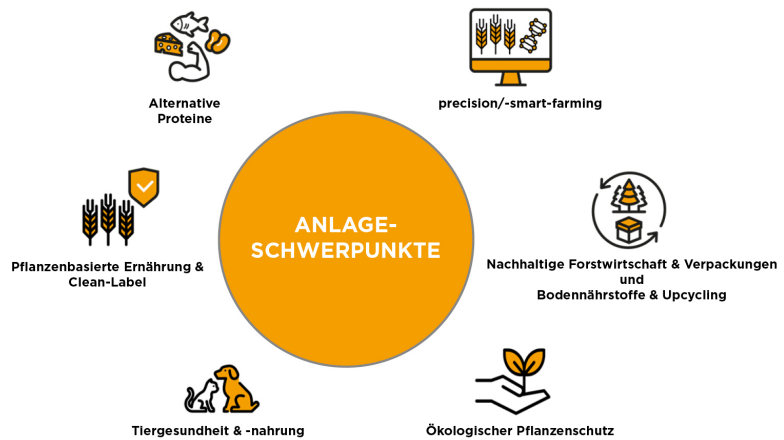 Alternative
Proteine
precision/-smart-farming
ANLAGE-
SCHWERPUNKTE
Pflanzenbasierte Ernährung &
Clean-Label
Nachhaltige Forstwirtschaft & Verpackungen
und
Bodennährstoffe & Upcycling
Tiergesundheit & -nahrung
Ökologischer Pflanzenschutz